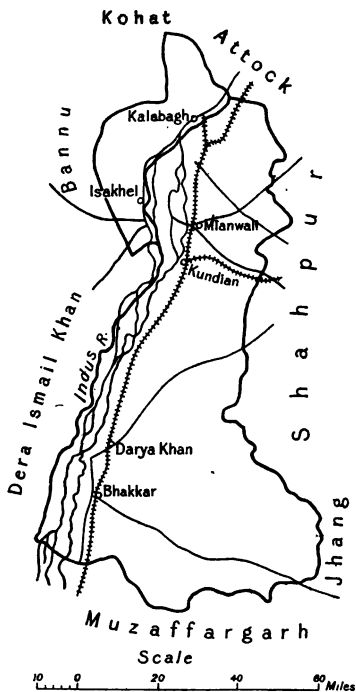 Kohat
Attock
Kalabagh
Bannu
Isakhel
Mianwali
Kundian
Shahpur
Dera Ismail Khan
Indus R.
Darya Khan
Bhakkar
Jhang
Muzaffargarh
Scale
10 0 20 40 60 Miles